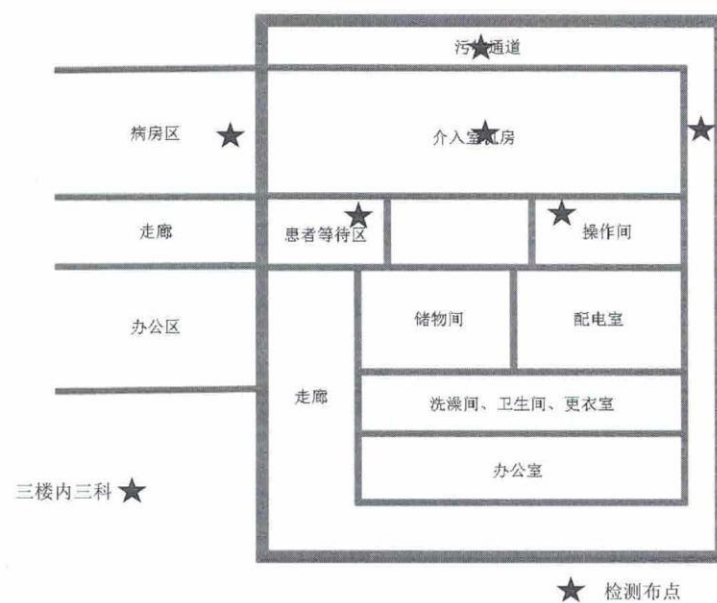 污 通道
病房区
介入室 房
走廊
患者等待区
操作间
办公区
储物间
配电室
走廊
洗澡间、卫生间、更衣室
办公室
三楼内三科
检测布点